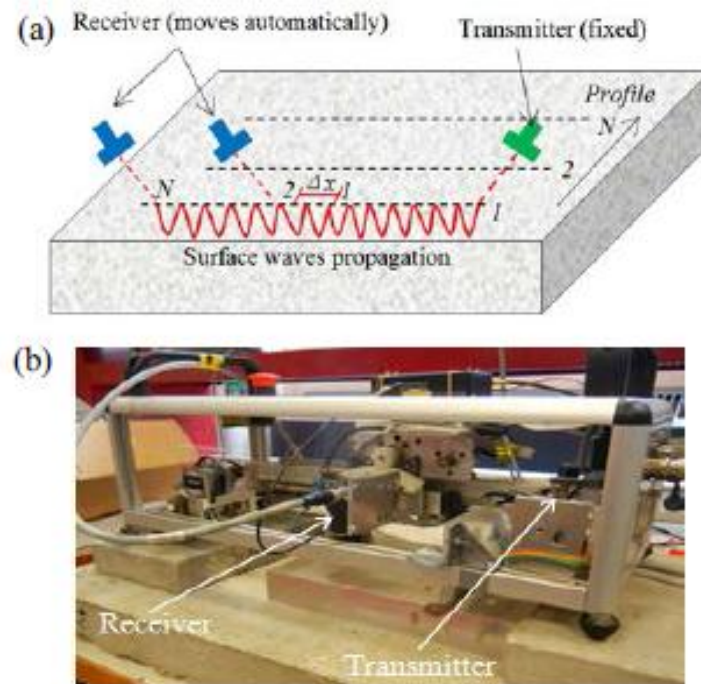 (a)
Receiver (moves automatically)
Transmitter (fixed)
Profile
N
2
N
2 Δx 1
1
Surface waves propagation
(b)
Receiver
Transmitter